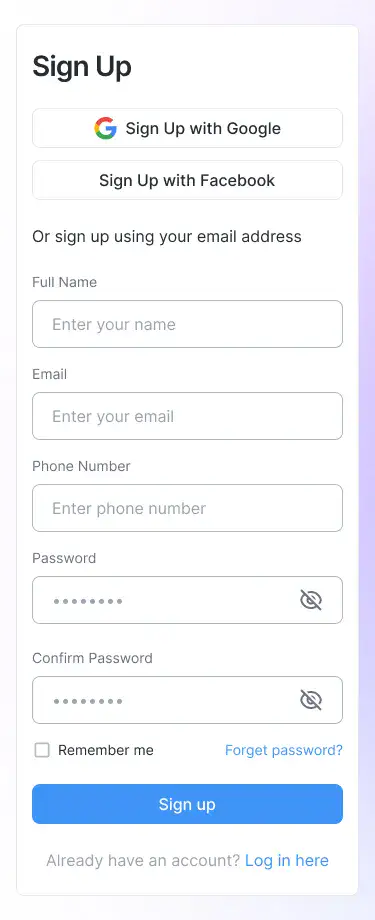 Sign Up
Sign Up with Google
Sign Up with Facebook
Or sign up using your email address
Full Name
Enter your name
Email
Enter your email
Phone Number
Enter phone number
Password
••••••••
Confirm Password
••••••••
Remember me
Forget password?
Sign up
Already have an account? Log in here